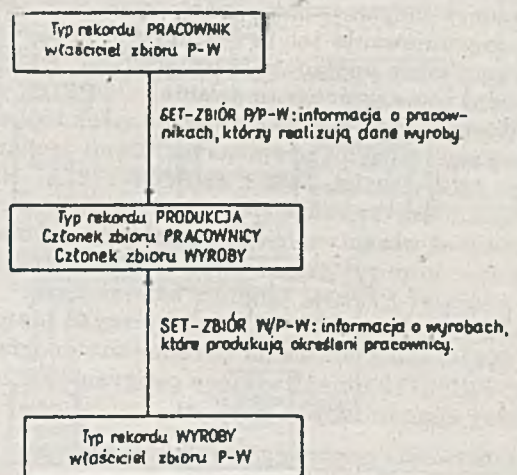 Typ rekordu PRACOWNIK
właściciel zbioru P-W
SET-ZBIÓR P/P-W: informacja o pracow-
nikach, którzy realizują dane wyroby.
Typ rekordu PRODUKCJA
Członek zbioru PRACOWNICY
Członek zbioru WYROBY
SET-ZBIÓR W/P-W: informacja o wyrobach,
które produkują określeni pracownicy.
Typ rekordu WYROBY
właściciel zbioru P-W